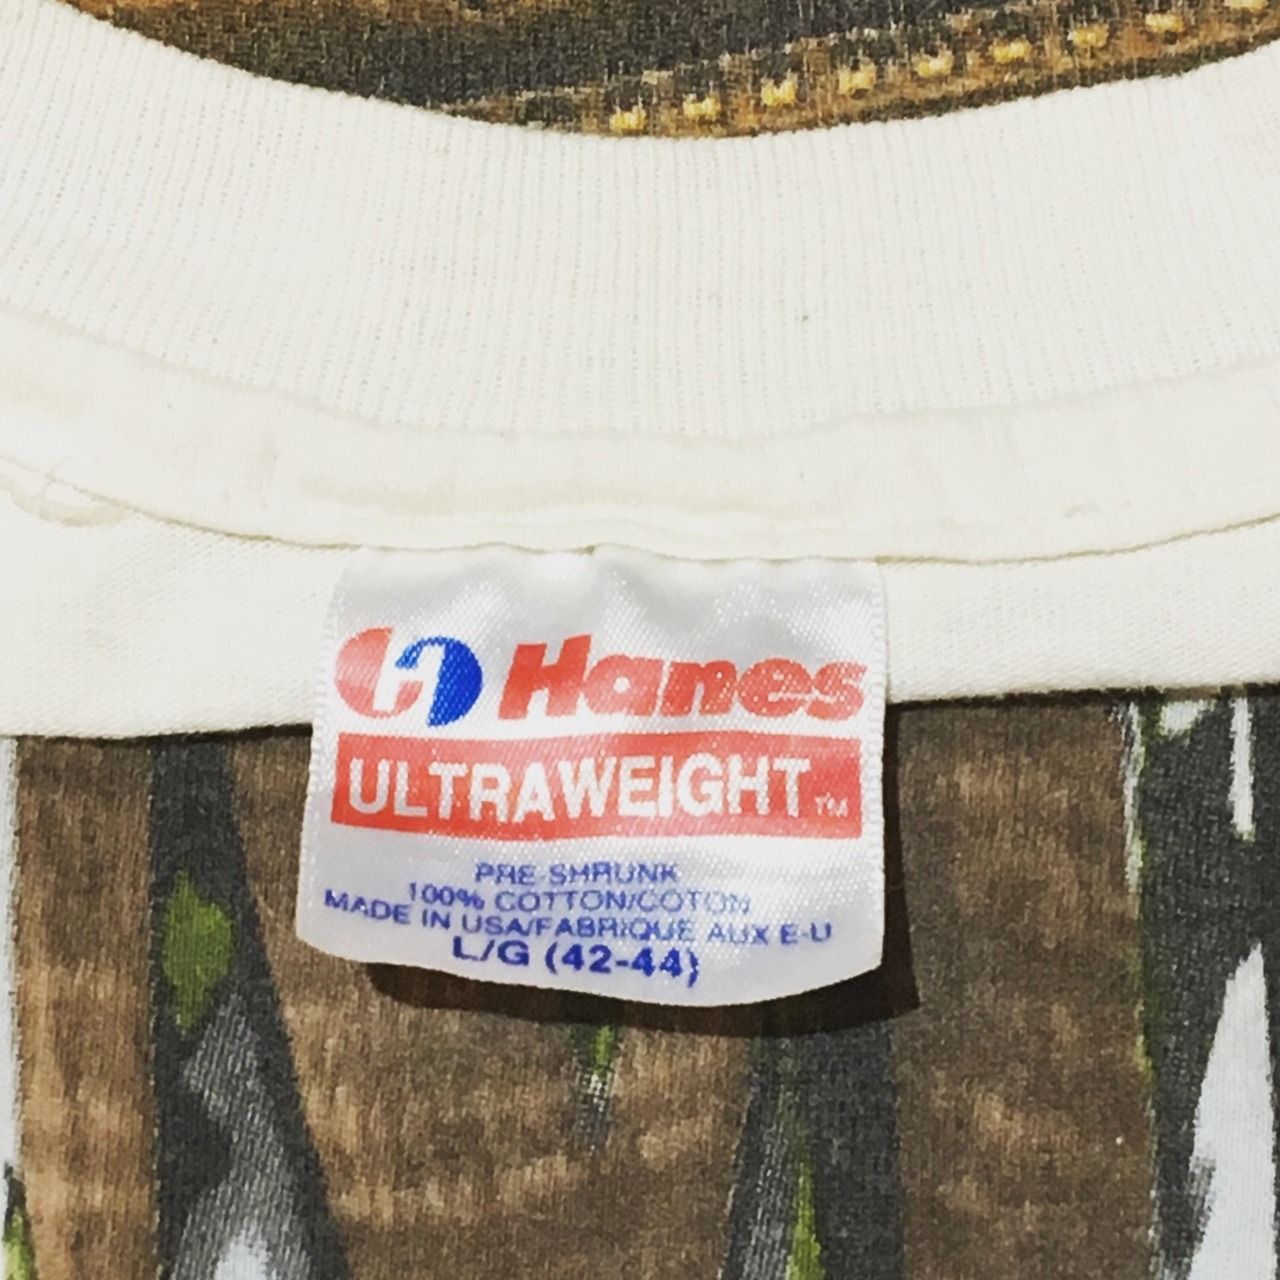 Hanes
ULTRAWEIGHT™
PRE-SHRUNK
100% COTTON/COTON
MADE IN USA/FABRIQUE AUX E-U
L/G (42-44)